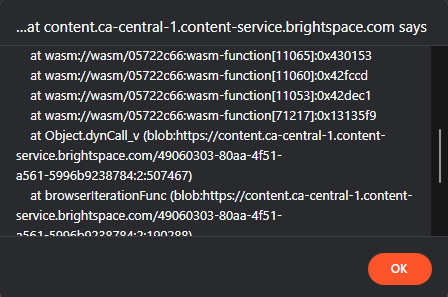 ...at content.ca-central-1.content-service.brightspace.com says
at wasm://wasm/05722c66:wasm-function[11065]:0x430153
at wasm://wasm/05722c66:wasm-function[11060]:0x42fccd
at wasm://wasm/05722c66:wasm-function[11053]:0x42dec1
at wasm://wasm/05722c66:wasm-function[71217]:0x13135f9
at Object.dynCall_v (blob:https://content.ca-central-1.content-
service.brightspace.com/49060303-80aa-4f51-
a561-5996b9238784:2:507467)
at browserIterationFunc (blob:https://content.ca-central-1.content-
service.brightspace.com/49060303-80aa-4f51-
a561-5996b9238784:2:190288)
OK